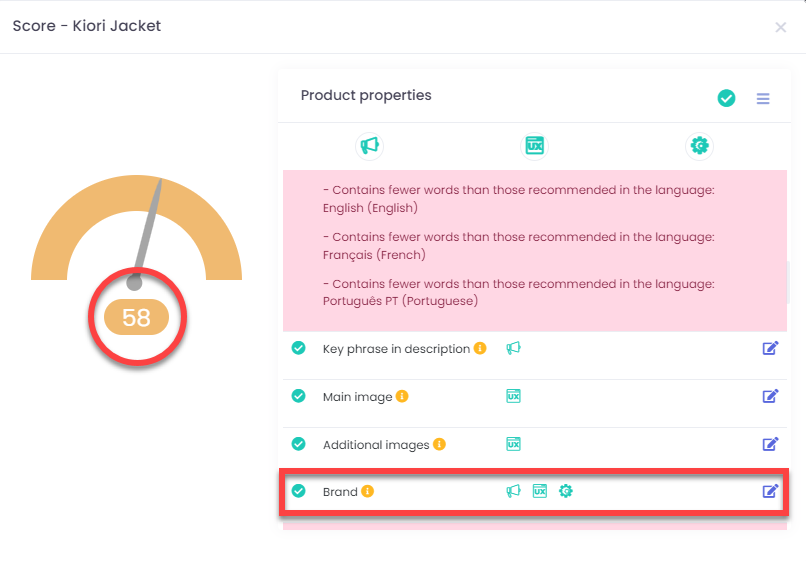 Score - Kiori Jacket
Product properties
UX
- Contains fewer words than those recommended in the language:
English (English)
- Contains fewer words than those recommended in the language:
Français (French)
- Contains fewer words than those recommended in the language:
Português PT (Portuguese)
58
Key phrase in description
Main image UX
Additional images UX
Brand UX